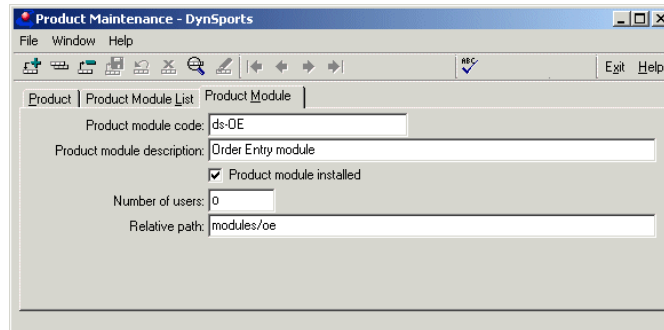 Product Maintenance - DynSports
File Window Help
ABC Exit Help
Product Product Module List Product Module
Product module code: ds-OE
Product module description: Order Entry module
Product module installed
Number of users: 0
Relative path: modules/oe